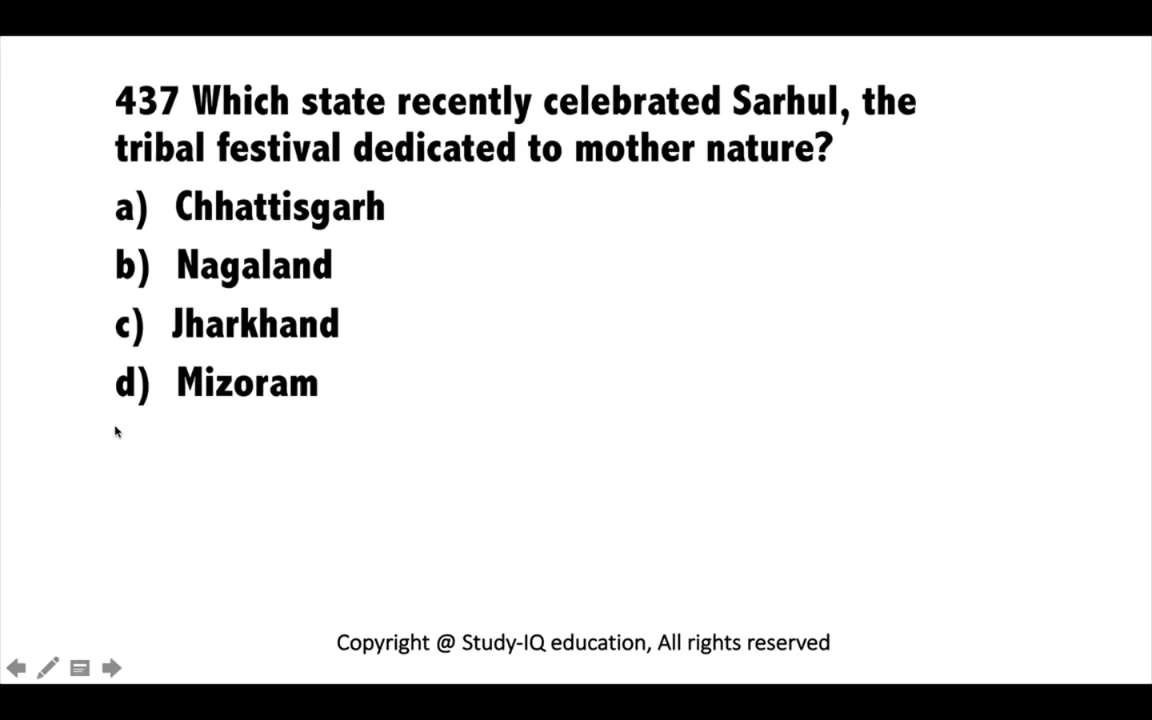 437 Which state recently celebrated Sarhul, the
tribal festival dedicated to mother nature?
a) Chhattisgarh
b) Nagaland
c) Jharkhand
d) Mizoram
Copyright @ Study-IQ education, All rights reserved